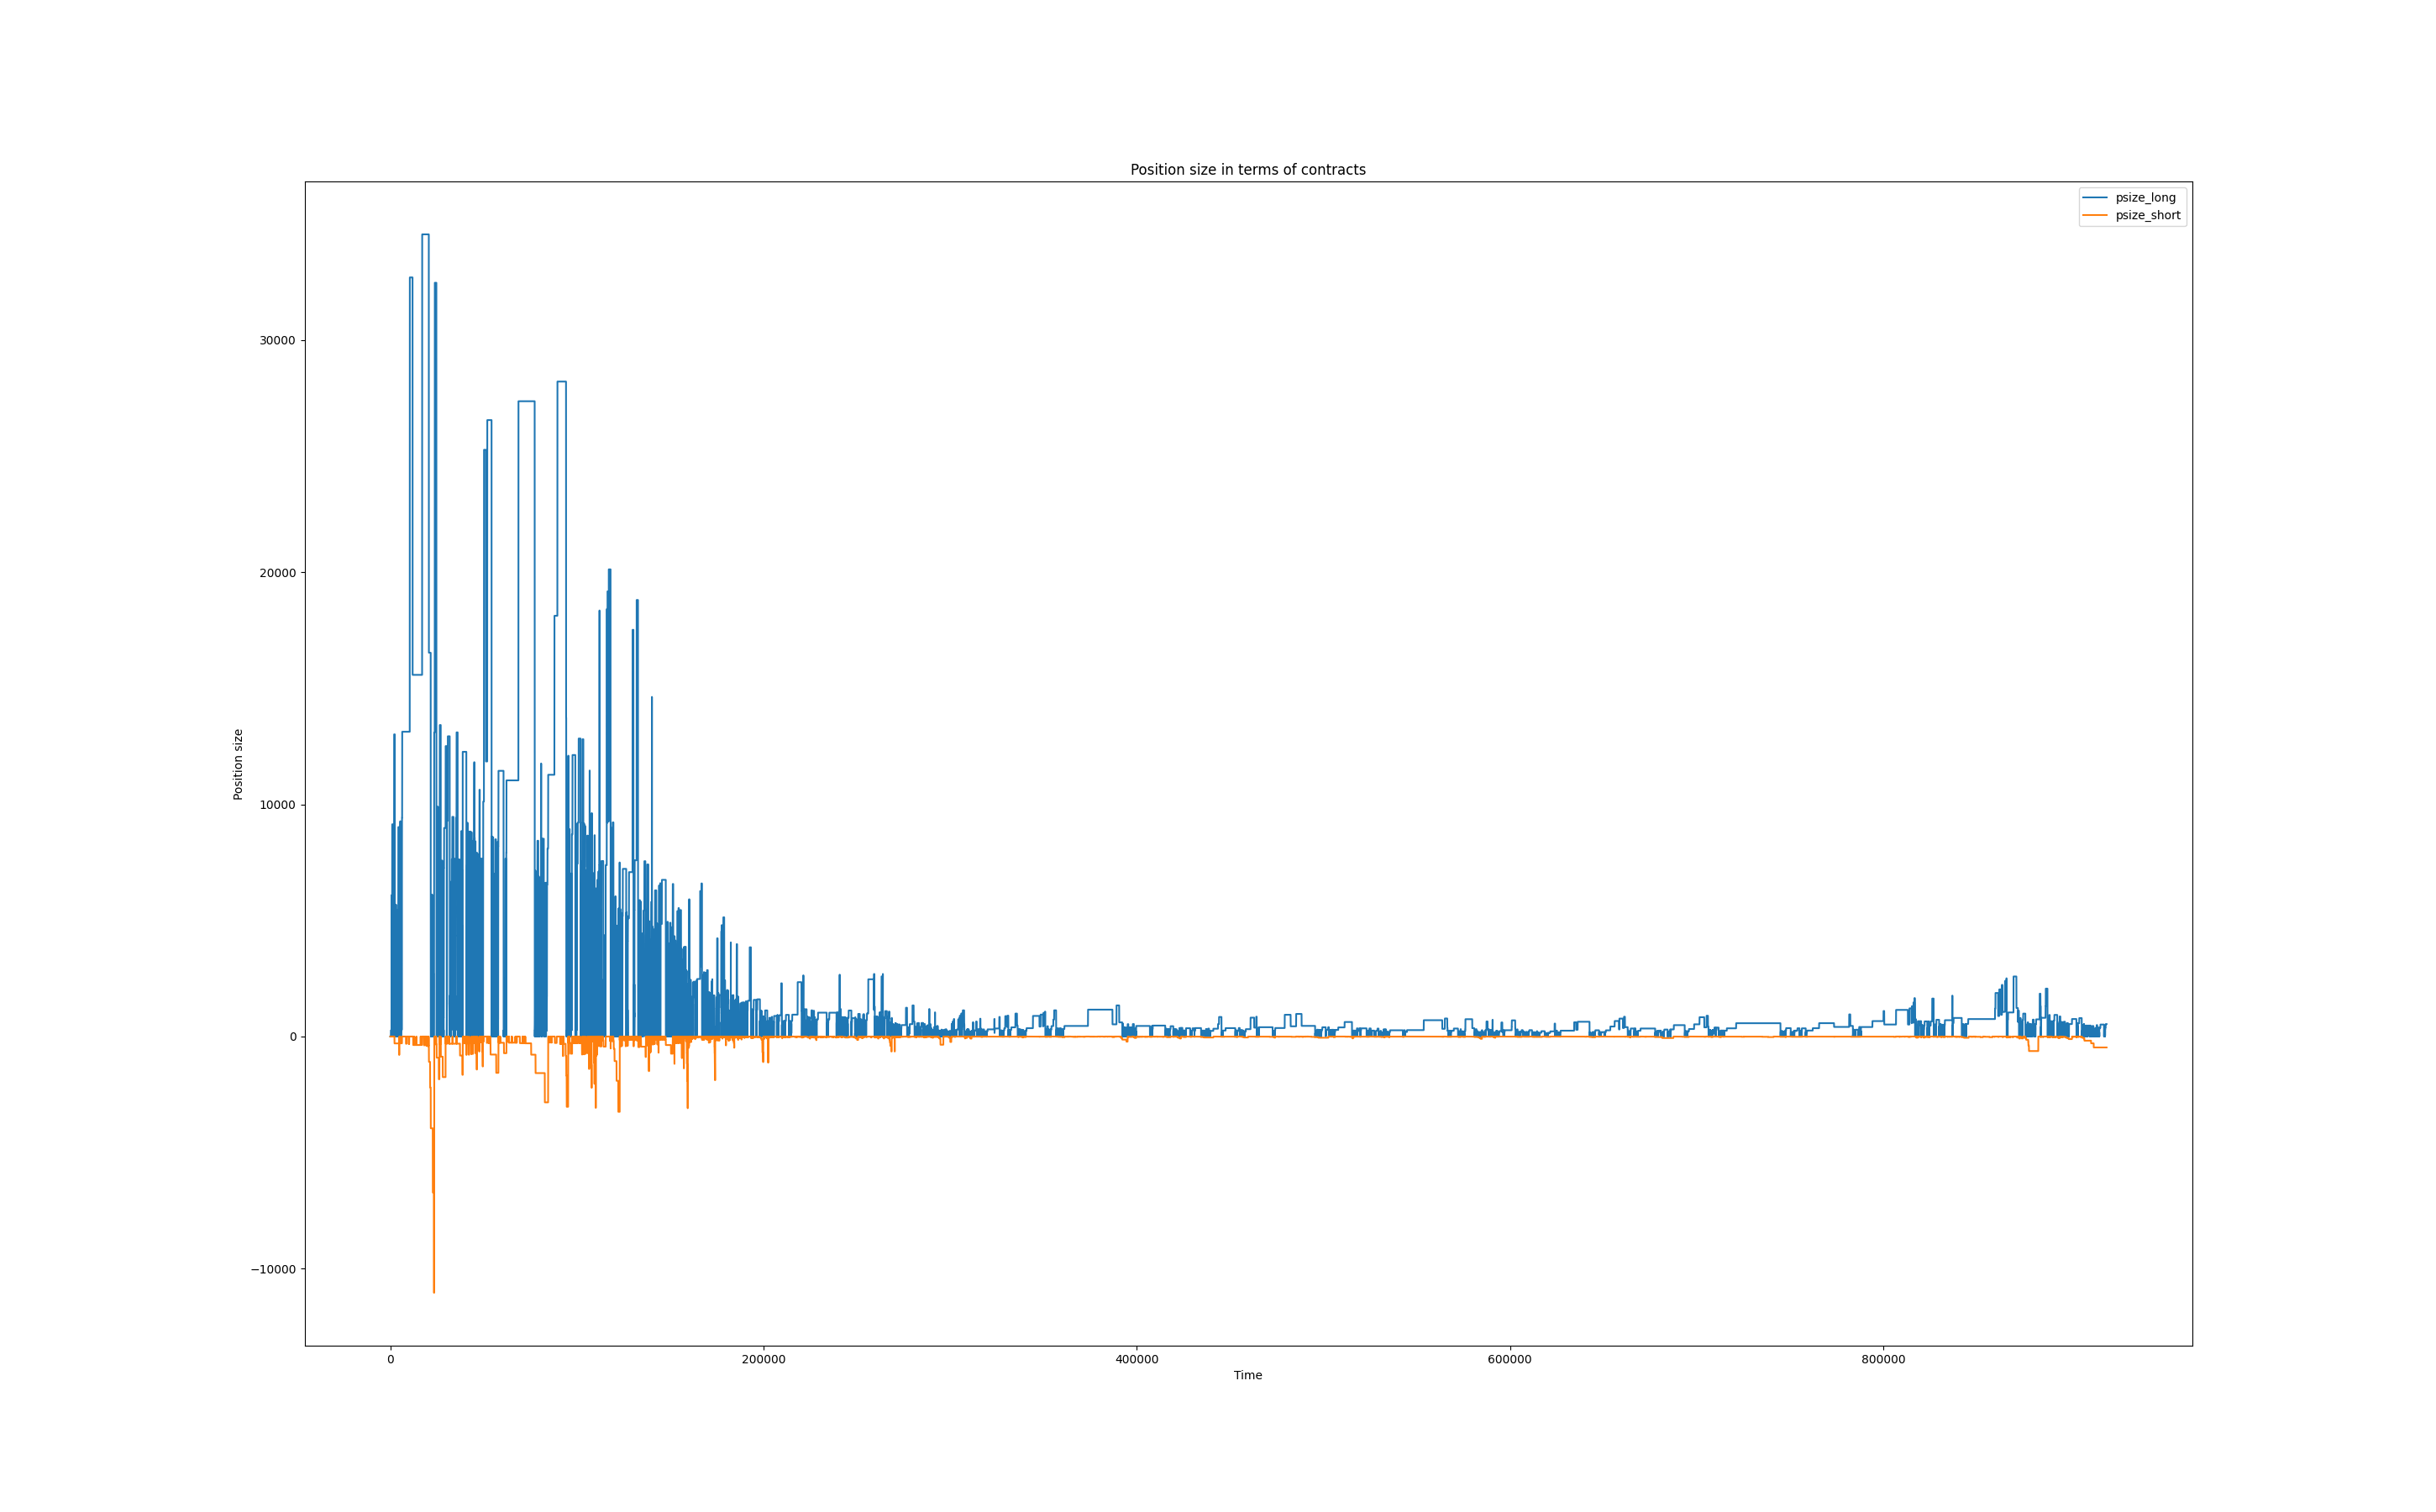 Position size in terms of contracts
psize_long
psize_short
Position size
30000
20000
10000
0
−10000
0
200000
400000
600000
800000
Time